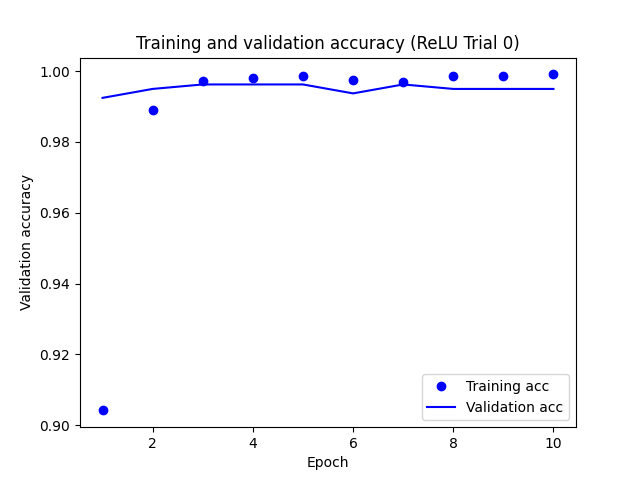 Training and validation accuracy (ReLU Trial 0)
Validation accuracy
1.00
0.98
0.96
0.94
0.92
0.90
2
4
6
8
10
Epoch
Training acc
Validation acc